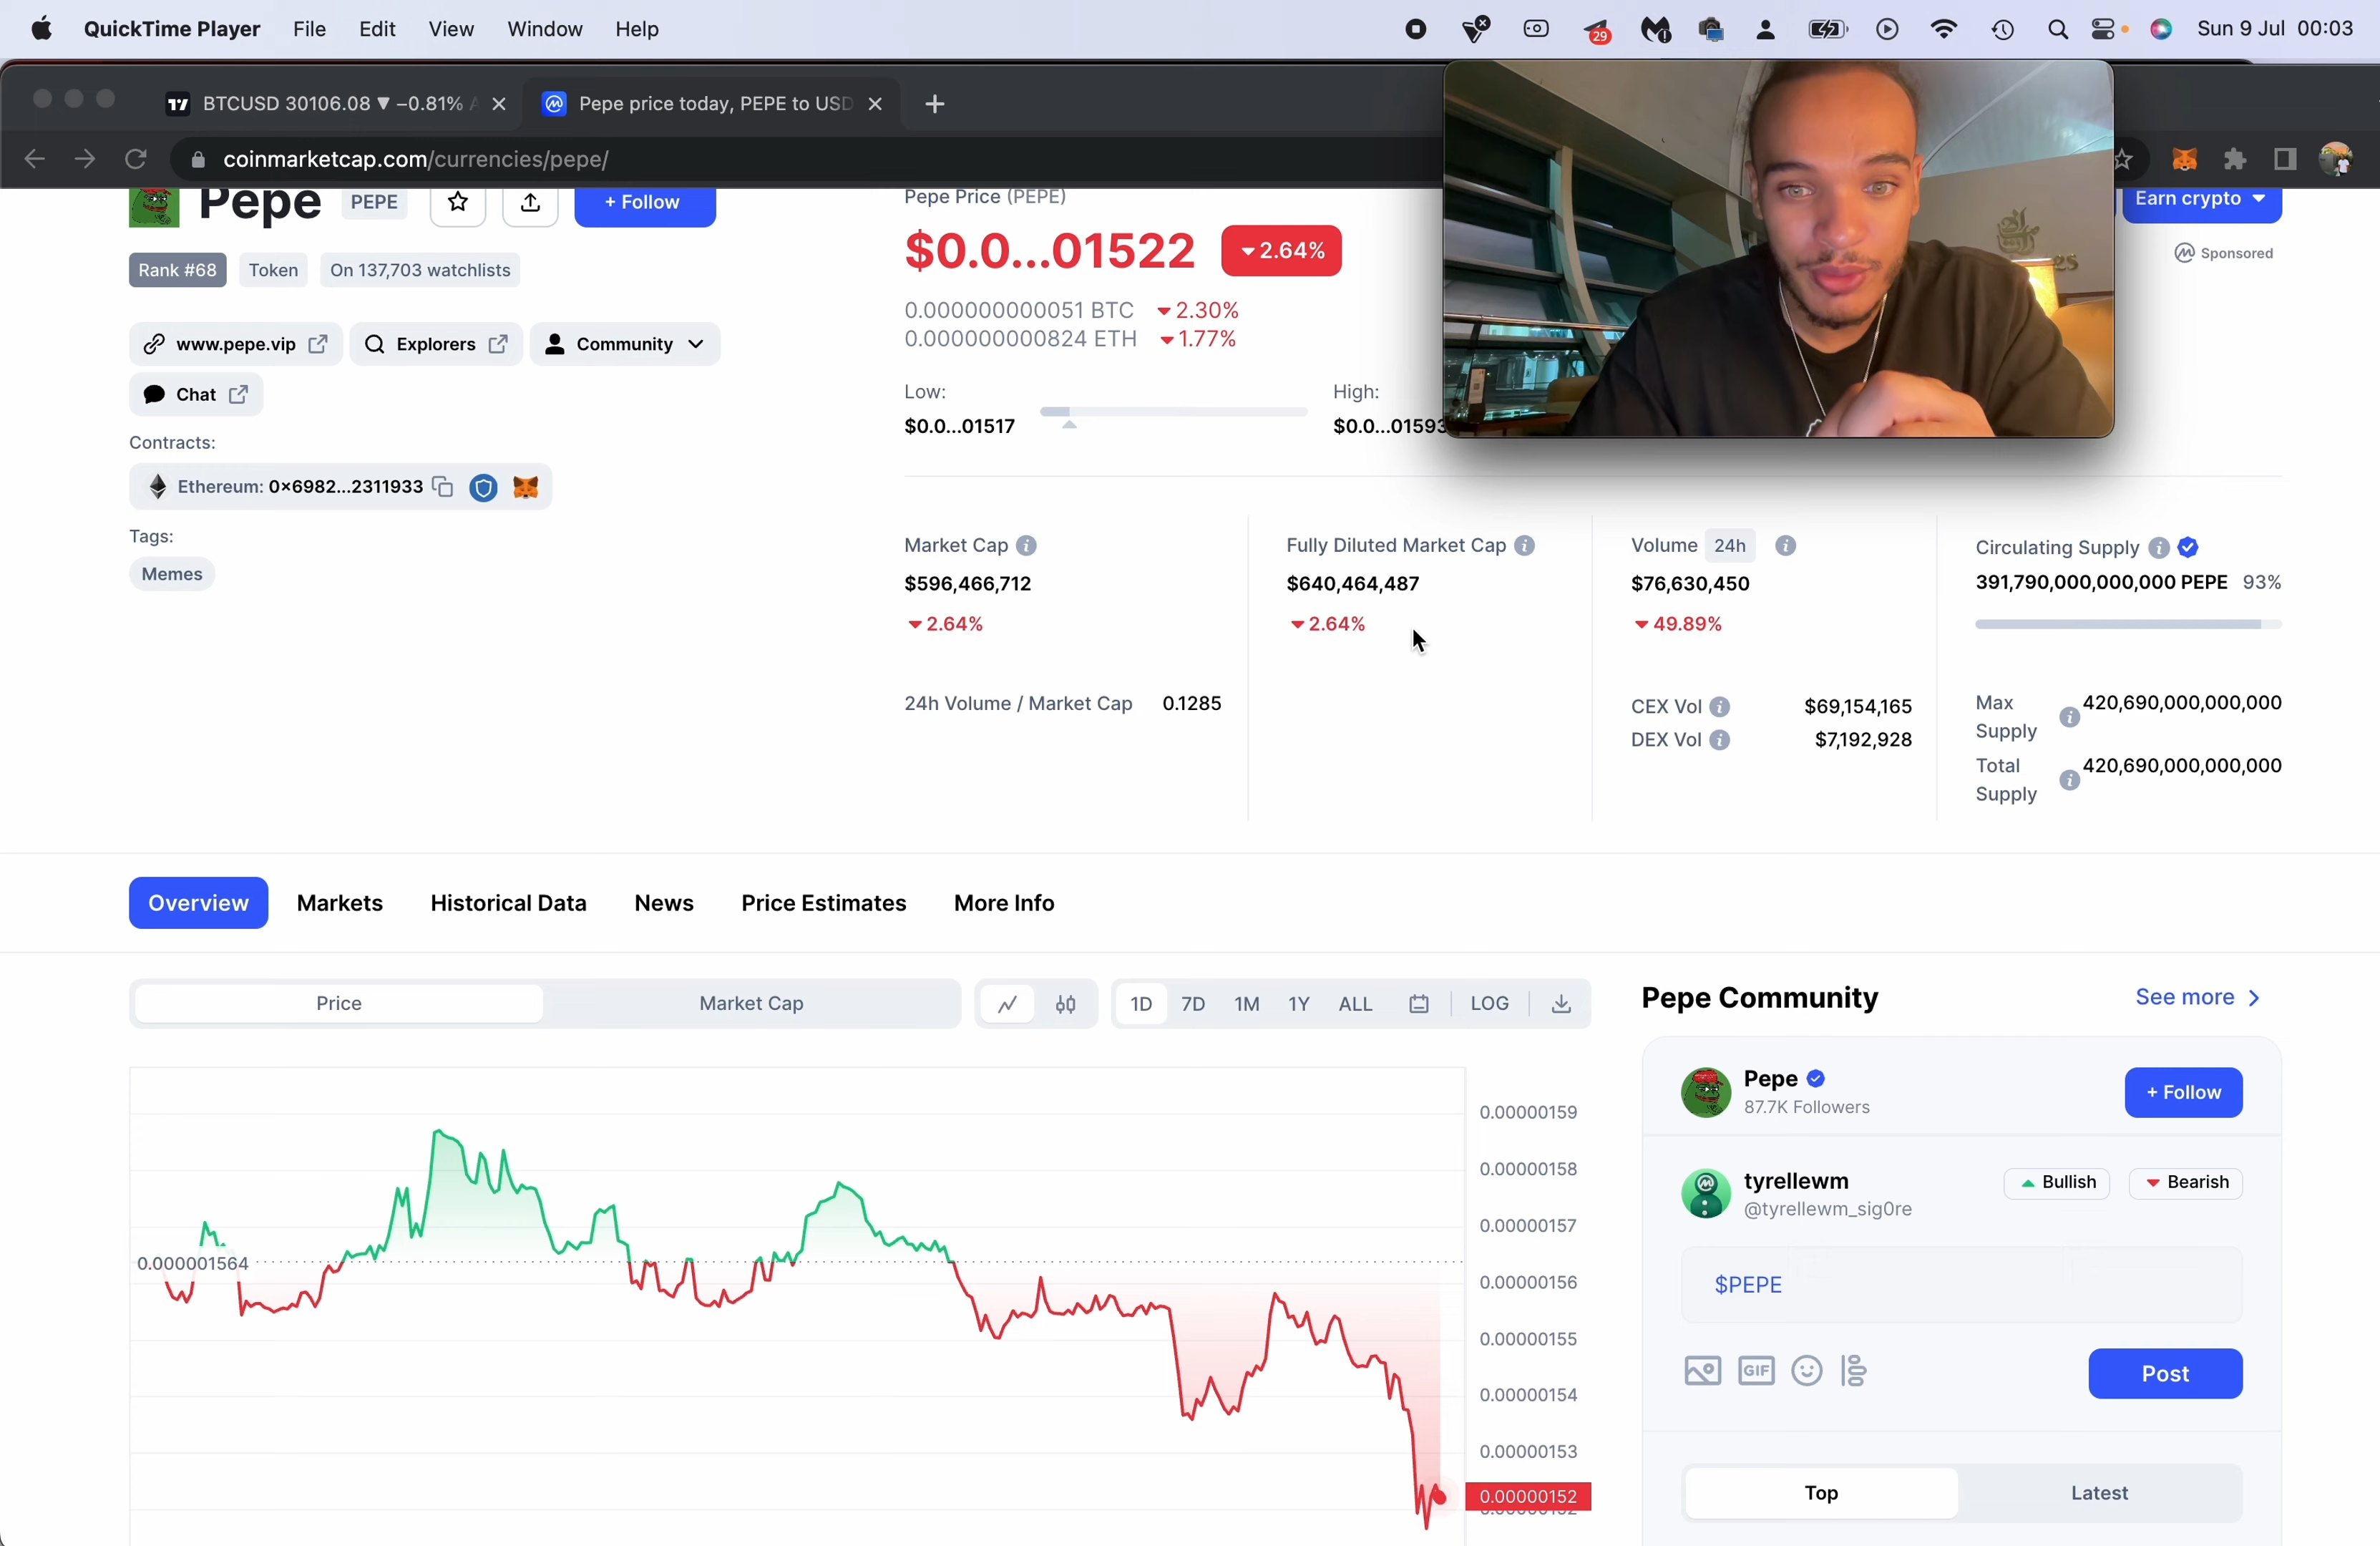 QuickTime Player File Edit View Window Help 29 Sun 9 Jul 00:03
BTCUSD 30106.08 ▼ −0.81%
Pepe price today, PEPE to USD
coinmarketcap.com/currencies/pepe/
Pepe PEPE + Follow
Rank #68 Token On 137,703 watchlists
www.pepe.vip Explorers Community
Chat
Contracts:
Ethereum: 0x6982...2311933
Tags:
Memes
Pepe Price (PEPE)
$0.0...01522 ▼2.64%
0.000000000051 BTC ▼2.30%
0.000000000824 ETH ▼1.77%
Low:
$0.0...01517
High:
$0.0...01593
Earn crypto
Sponsored
Market Cap
$596,466,712
▼2.64%
24h Volume / Market Cap 0.1285
Fully Diluted Market Cap
$640,464,487
▼2.64%
Volume 24h
$76,630,450
▼49.89%
CEX Vol $69,154,165
DEX Vol $7,192,928
Circulating Supply
391,790,000,000,000 PEPE 93%
Max Supply 420,690,000,000,000
Total Supply 420,690,000,000,000
Overview Markets Historical Data News Price Estimates More Info
Price Market Cap 1D 7D 1M 1Y ALL LOG
0.000001564
0.00000159
0.00000158
0.00000157
0.00000156
0.00000155
0.00000154
0.00000153
0.00000152
Pepe Community See more
Pepe
87.7K Followers
+ Follow
tyrellewm
@tyrellewm_sig0re
Bullish Bearish
$PEPE
GIF
Post
Top Latest